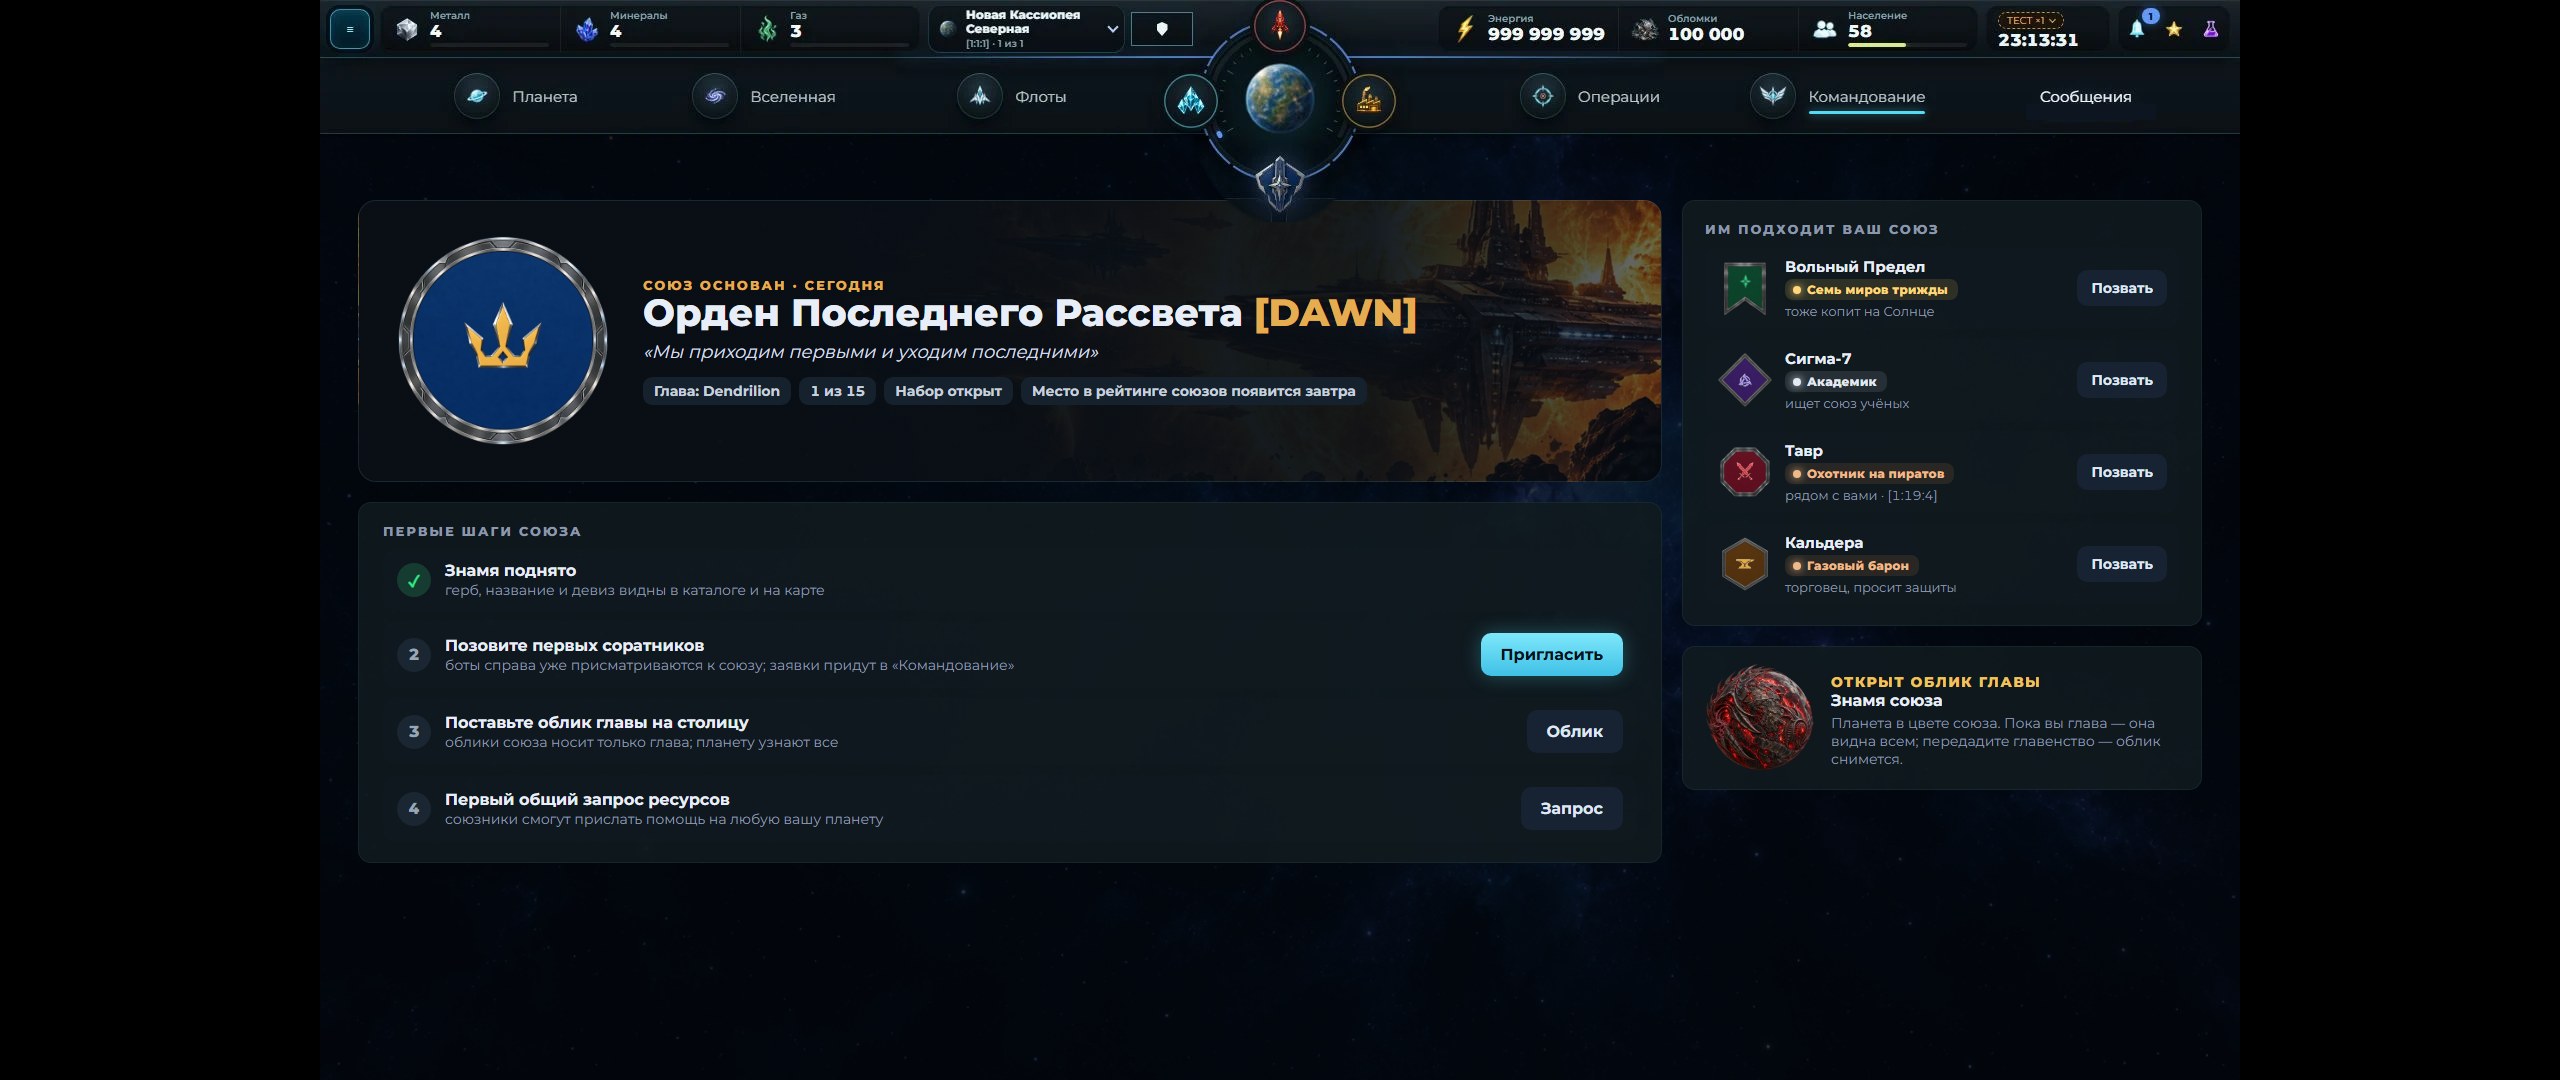 ≡
Металл
4
Минералы
4
Газ
3
Новая Кассиопея
Северная
[1:1:1] · 1 из 1
Энергия
999 999 999
Обломки
100 000
Население
58
ТЕСТ ×1
23:13:31
1
Планета
Вселенная
Флоты
Операции
Командование
Сообщения
СОЮЗ ОСНОВАН · СЕГОДНЯ
Орден Последнего Рассвета [DAWN]
«Мы приходим первыми и уходим последними»
Глава: Dendrilion
1 из 15
Набор открыт
Место в рейтинге союзов появится завтра
ПЕРВЫЕ ШАГИ СОЮЗА
Знамя поднято
герб, название и девиз видны в каталоге и на карте
2
Позовите первых соратников
боты справа уже присматриваются к союзу; заявки придут в «Командование»
Пригласить
3
Поставьте облик главы на столицу
облики союза носит только глава; планету узнают все
Облик
4
Первый общий запрос ресурсов
союзники смогут прислать помощь на любую вашу планету
Запрос
ИМ ПОДХОДИТ ВАШ СОЮЗ
Вольный Предел
Семь миров трижды
тоже копит на Солнце
Позвать
Сигма-7
Академик
ищет союз учёных
Позвать
Тавр
Охотник на пиратов
рядом с вами · [1:19:4]
Позвать
Кальдера
Газовый барон
торговец, просит защиты
Позвать
ОТКРЫТ ОБЛИК ГЛАВЫ
Знамя союза
Планета в цвете союза. Пока вы глава — она
видна всем; передадите главенство — облик
снимется.